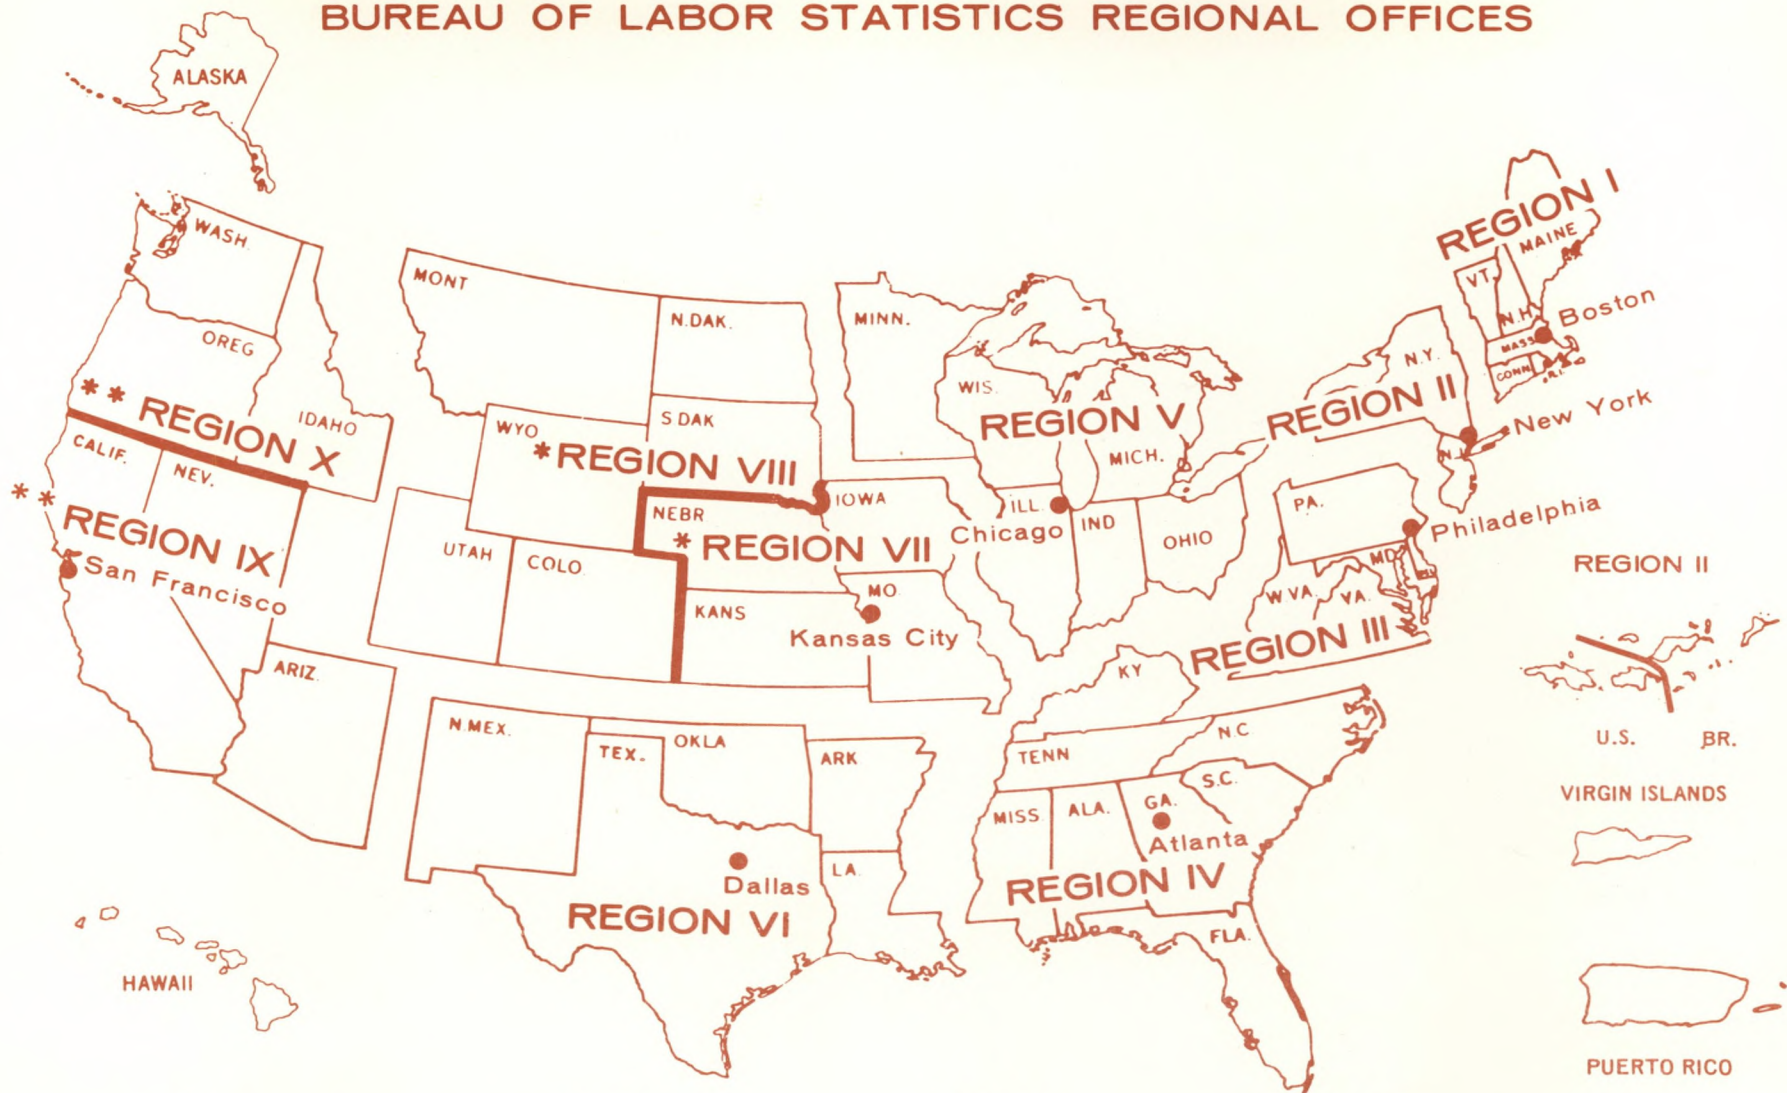 BUREAU OF LABOR STATISTICS REGIONAL OFFICES
ALASKA
REGION I
MAINE
WASH.
VT.
MONT
N.H.
Boston
N.DAK.
MINN.
OREG
MASS
N.Y.
CONN.
R.I.
WIS.
REGION II
** REGION X
IDAHO
WYO
S DAK
REGION V
New York
CALIF.
NEV.
*REGION VIII
MICH.
N.J.
IOWA
PA.
** REGION IX
NEBR
ILL.
IND
OHIO
Chicago
Philadelphia
* REGION VII
UTAH
COLO.
MD.
REGION II
San Francisco
MO.
W VA.
VA.
KANS
Kansas City
REGION III
KY
ARIZ.
N.MEX.
TEX.
OKLA
ARK
TENN
N.C
U.S.
BR.
S.C.
VIRGIN ISLANDS
MISS.
ALA.
GA.
Atlanta
Dallas
LA.
REGION IV
REGION VI
FLA.
HAWAII
PUERTO RICO